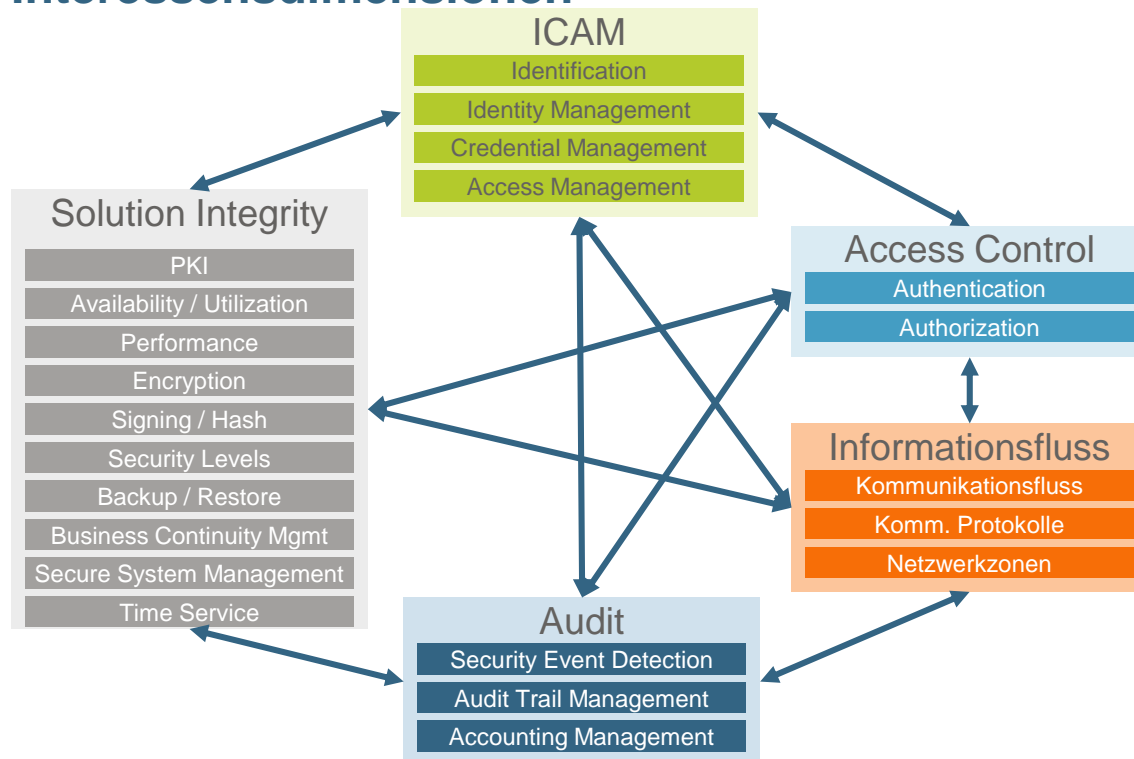 Interessensdimensionen
ICAM
Identification
Identity Management
Credential Management
Access Management
Solution Integrity
PKI
Availability / Utilization
Performance
Encryption
Signing / Hash
Security Levels
Backup / Restore
Business Continuity Mgmt
Secure System Management
Time Service
Access Control
Authentication
Authorization
Informationsfluss
Kommunikationsfluss
Komm. Protokolle
Netzwerkzonen
Audit
Security Event Detection
Audit Trail Management
Accounting Management